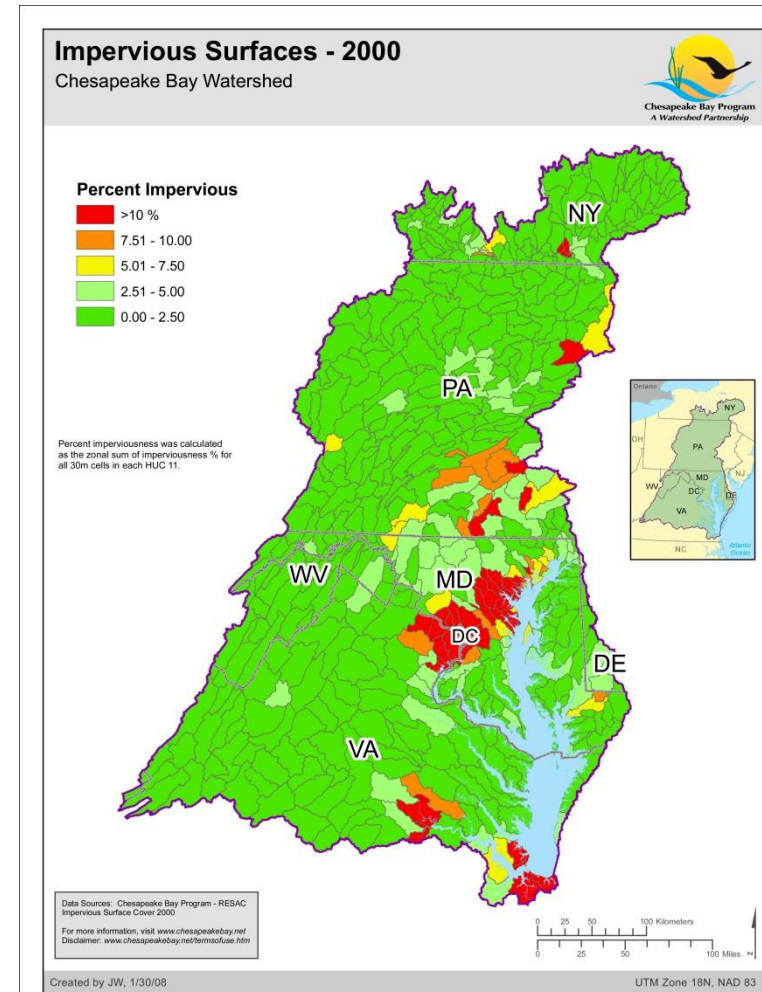 Impervious Surfaces - 2000
Chesapeake Bay Watershed
Chesapeake Bay Program
A Watershed Partnership
Percent Impervious
>10 %
7.51 - 10.00
5.01 - 7.50
2.51 - 5.00
0.00 - 2.50
NY
PA
Percent imperviousness was calculated
as the zonal sum of imperviousness % for
all 30m cells in each HUC 11.
WV
MD
DC
DE
VA
Ontario
NY
OH
PA
NJ
MD
WV
DC
DE
VA
NC
Atlantic
Ocean
Data Sources: Chesapeake Bay Program - RESAC
Impervious Surface Cover 2000
For more information, visit www.chesapeakebay.net
Disclaimer: www.chesapeakebay.net/termsofuse.htm
0 25 50 100 Kilometers
0 25 50 100 Miles
N
Created by JW, 1/30/08
UTM Zone 18N, NAD 83